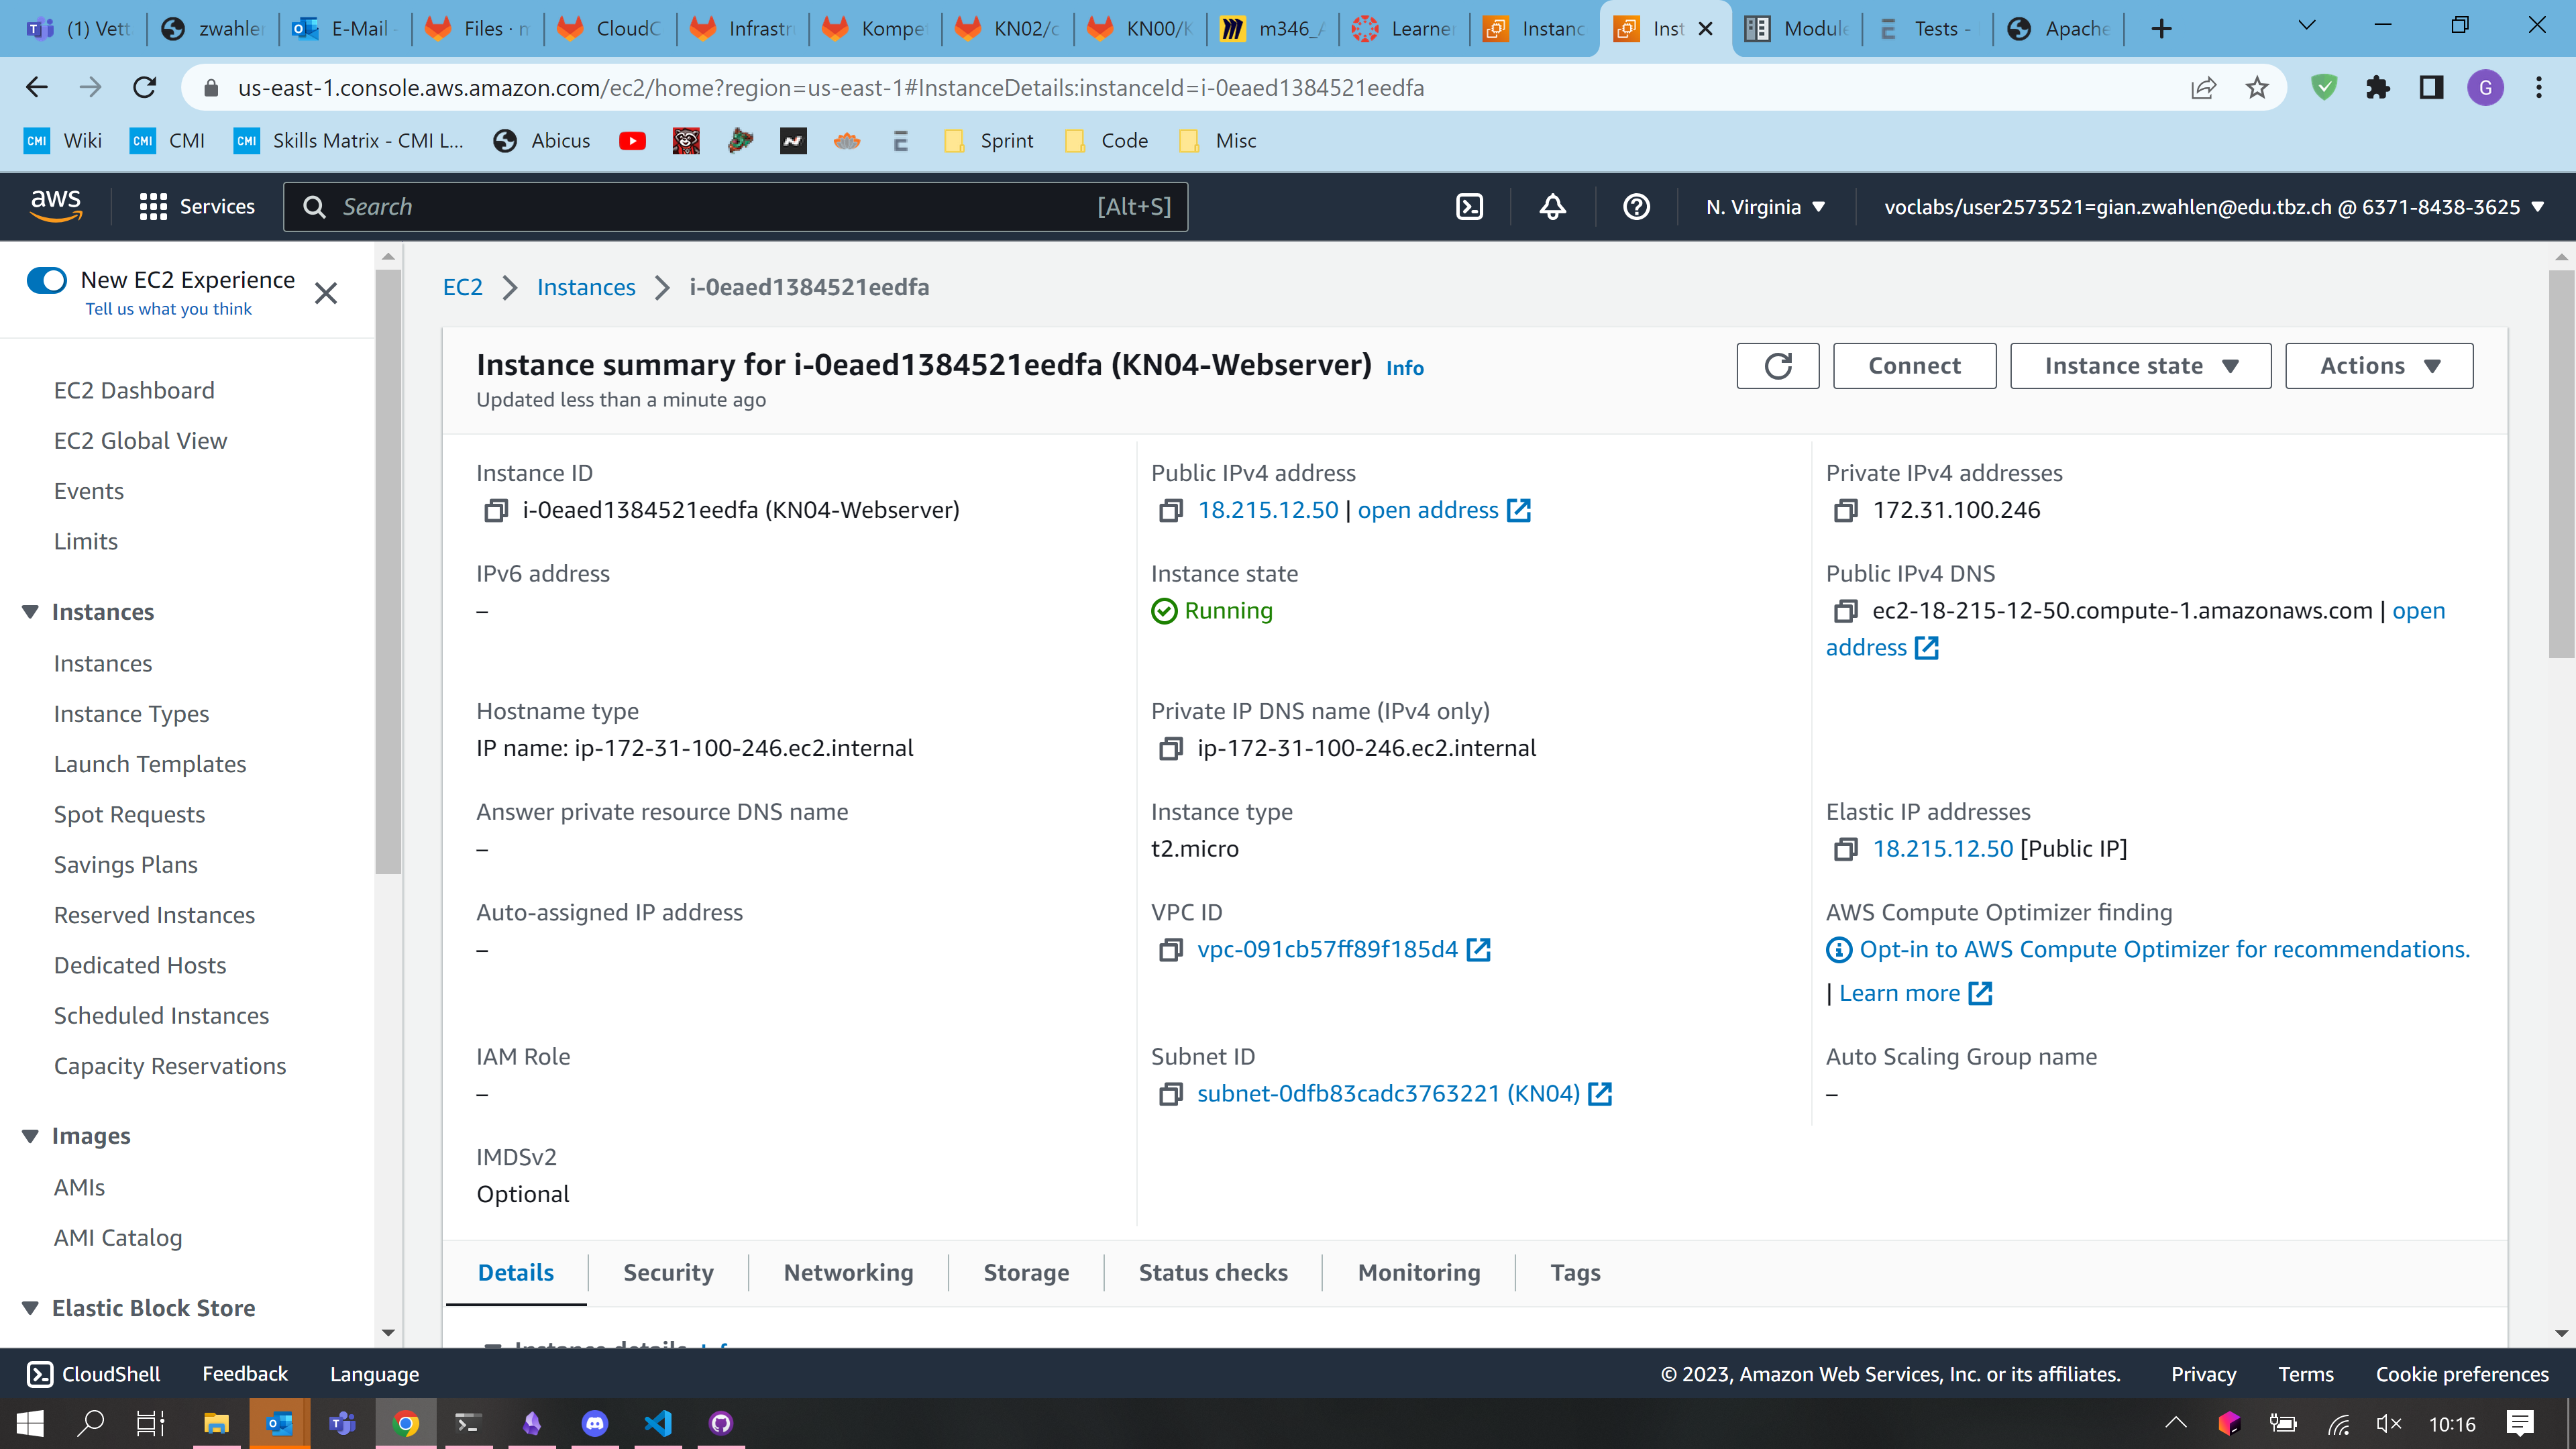 (1) Vett
zwahler
E-Mail -
Files · m
CloudC
Infrastru
Kompet
KN02/c
KN00/K
m346_A
Learner
Instanc
Inst
Module
Tests -
Apache
us-east-1.console.aws.amazon.com/ec2/home?region=us-east-1#InstanceDetails:instanceId=i-0eaed1384521eedfa
G
CMI Wiki
CMI CMI
CMI Skills Matrix - CMI L...
Abicus
Sprint
Code
Misc
aws
Services
Search
[Alt+S]
N. Virginia
voclabs/user2573521=gian.zwahlen@edu.tbz.ch @ 6371-8438-3625
New EC2 Experience
Tell us what you think
EC2 Dashboard
EC2 Global View
Events
Limits
Instances
Instances
Instance Types
Launch Templates
Spot Requests
Savings Plans
Reserved Instances
Dedicated Hosts
Scheduled Instances
Capacity Reservations
Images
AMIs
AMI Catalog
Elastic Block Store
EC2 > Instances > i-0eaed1384521eedfa
Instance summary for i-0eaed1384521eedfa (KN04-Webserver) Info
Updated less than a minute ago
Connect
Instance state
Actions
Instance ID
i-0eaed1384521eedfa (KN04-Webserver)
Public IPv4 address
18.215.12.50 | open address
Private IPv4 addresses
172.31.100.246
IPv6 address
–
Instance state
Running
Public IPv4 DNS
ec2-18-215-12-50.compute-1.amazonaws.com | open
address
Hostname type
IP name: ip-172-31-100-246.ec2.internal
Private IP DNS name (IPv4 only)
ip-172-31-100-246.ec2.internal
Answer private resource DNS name
–
Instance type
t2.micro
Elastic IP addresses
18.215.12.50 [Public IP]
Auto-assigned IP address
–
VPC ID
vpc-091cb57ff89f185d4
AWS Compute Optimizer finding
Opt-in to AWS Compute Optimizer for recommendations.
| Learn more
IAM Role
–
Subnet ID
subnet-0dfb83cadc3763221 (KN04)
Auto Scaling Group name
–
IMDSv2
Optional
Details
Security
Networking
Storage
Status checks
Monitoring
Tags
Instance details Info
CloudShell
Feedback
Language
© 2023, Amazon Web Services, Inc. or its affiliates.
Privacy
Terms
Cookie preferences
10:16